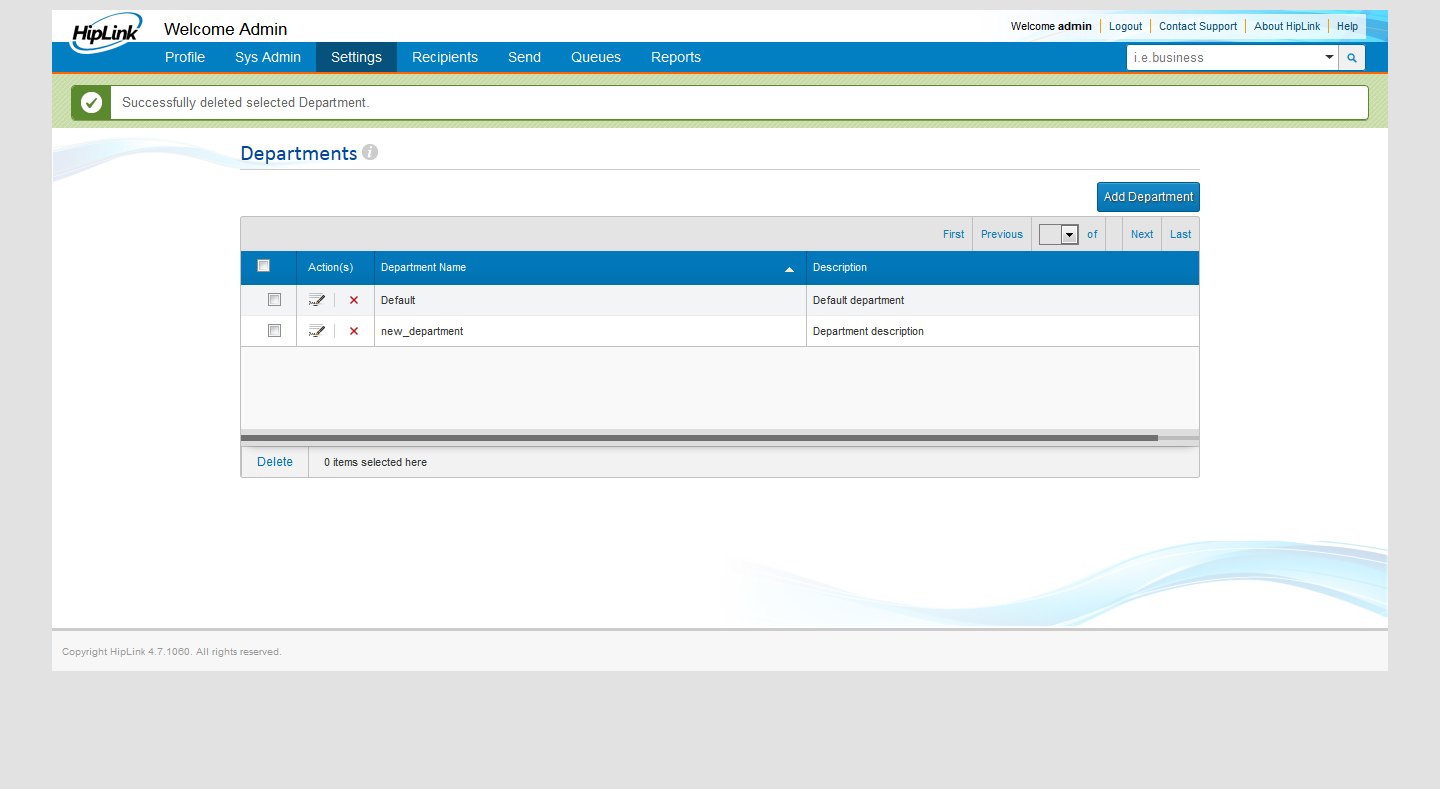 HipLink
Welcome Admin
Welcome admin Logout Contact Support About HipLink Help
Profile Sys Admin Settings Recipients Send Queues Reports
i.e.business
Successfully deleted selected Department.
Departments i
Add Department
First Previous of Next Last
Action(s) Department Name Description
Default Default department
new_department Department description
Delete 0 items selected here
Copyright HipLink 4.7.1060. All rights reserved.